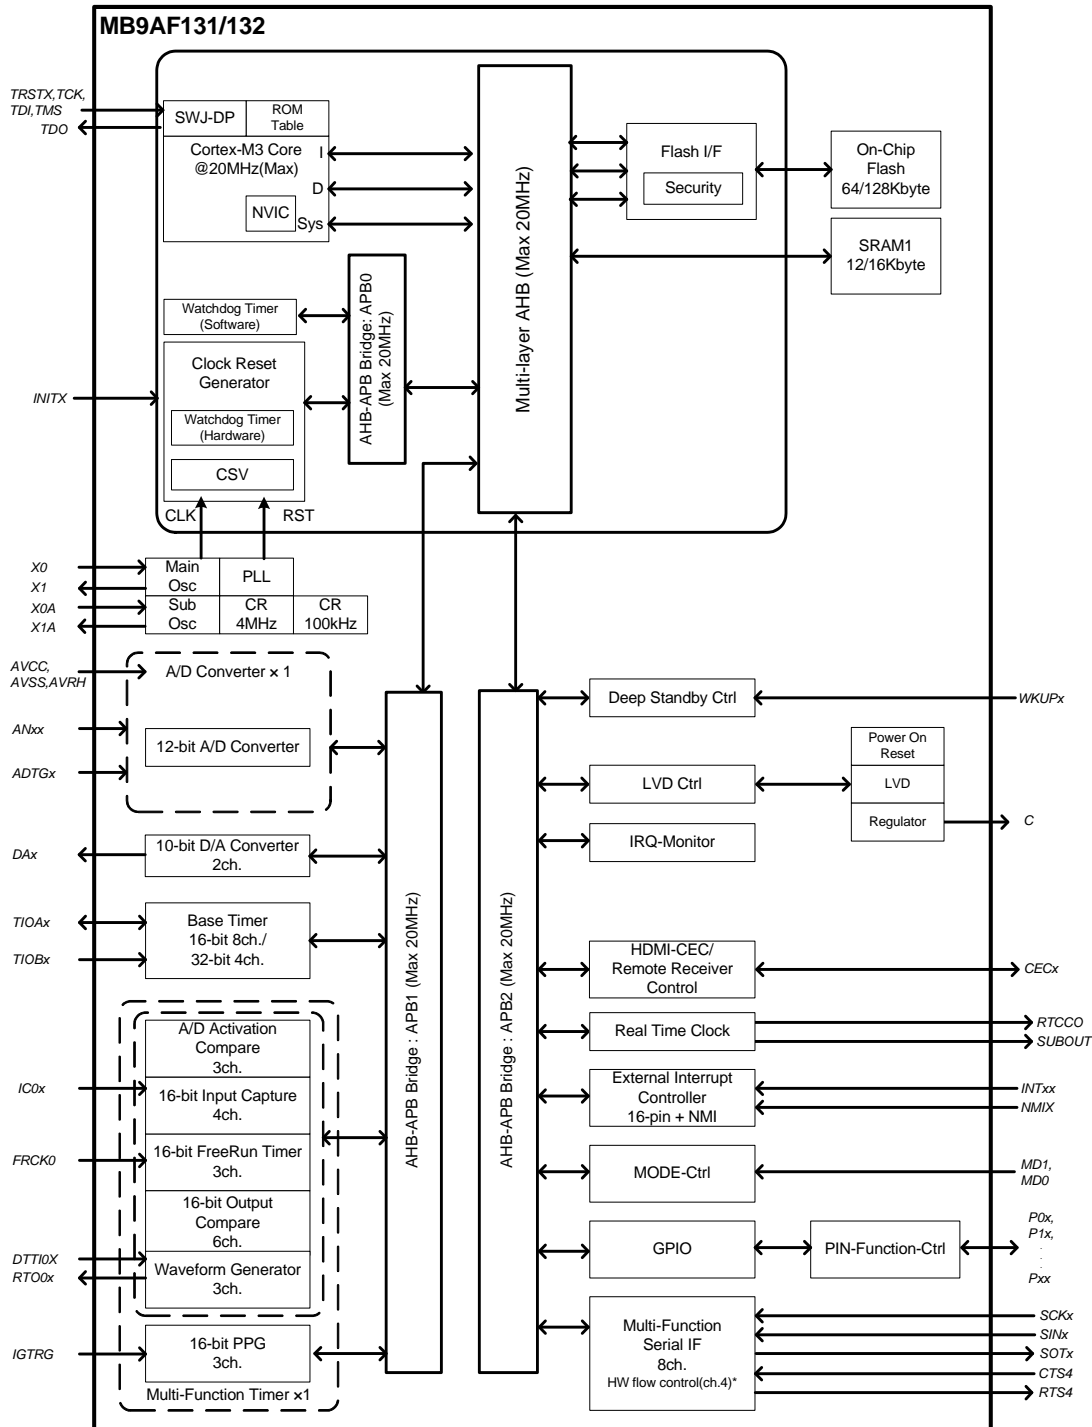 MB9AF131/132
TRSTX,TCK,
TDI,TMS
TDO
SWJ-DP
ROM
Table
Cortex-M3 Core
@20MHz(Max)
I
D
NVIC
Sys
Multi-layer AHB (Max 20MHz)
Flash I/F
Security
On-Chip
Flash
64/128Kbyte
SRAM1
12/16Kbyte
Watchdog Timer
(Software)
AHB-APB Bridge: APB0
(Max 20MHz)
Clock Reset
Generator
INITX
Watchdog Timer
(Hardware)
CSV
CLK
RST
X0
X1
X0A
X1A
Main
Osc
PLL
Sub
Osc
CR
4MHz
CR
100kHz
AVCC,
AVSS,AVRH
A/D Converter × 1
ANxx
12-bit A/D Converter
ADTGx
DAx
10-bit D/A Converter
2ch.
TIOAx
TIOBx
Base Timer
16-bit 8ch./
32-bit 4ch.
A/D Activation
Compare
3ch.
IC0x
16-bit Input Capture
4ch.
FRCK0
16-bit FreeRun Timer
3ch.
16-bit Output
Compare
6ch.
DTTI0X
RTO0x
Waveform Generator
3ch.
IGTRG
16-bit PPG
3ch.
Multi-Function Timer ×1
AHB-APB Bridge : APB1 (Max 20MHz)
AHB-APB Bridge : APB2 (Max 20MHz)
Deep Standby Ctrl
WKUPx
LVD Ctrl
Power On
Reset
LVD
Regulator
C
IRQ-Monitor
HDMI-CEC/
Remote Receiver
Control
CECx
Real Time Clock
RTCCO
SUBOUT
External Interrupt
Controller
16-pin + NMI
INTxx
NMIX
MODE-Ctrl
MD1,
MD0
GPIO
PIN-Function-Ctrl
P0x,
P1x,
.
.
.
Pxx
Multi-Function
Serial IF
8ch.
HW flow control(ch.4)*
SCKx
SINx
SOTx
CTS4
RTS4